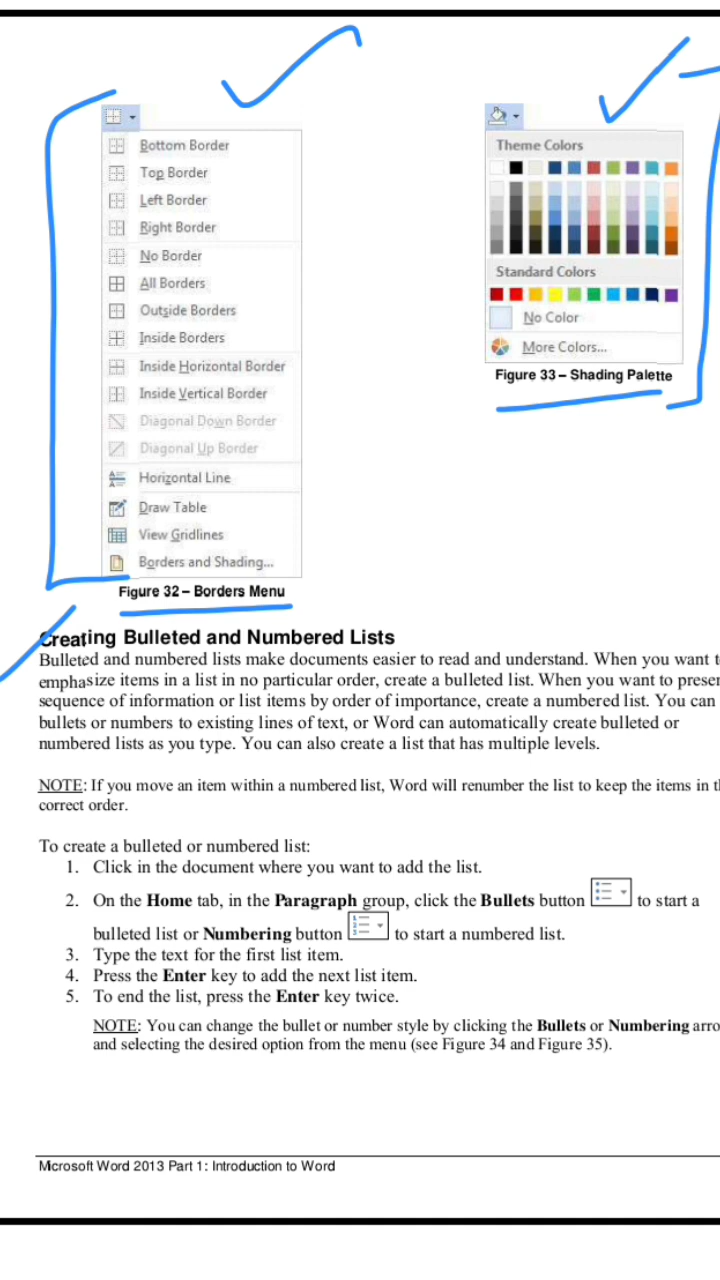 Bottom Border
Top Border
Left Border
Right Border
No Border
All Borders
Outside Borders
Inside Borders
Inside Horizontal Border
Inside Vertical Border
Diagonal Down Border
Diagonal Up Border
Horizontal Line
Draw Table
View Gridlines
Borders and Shading...
Figure 32 – Borders Menu
Theme Colors
Standard Colors
No Color
More Colors...
Figure 33 – Shading Palette
Creating Bulleted and Numbered Lists
Bulleted and numbered lists make documents easier to read and understand. When you want
emphasize items in a list in no particular order, create a bulleted list. When you want to
sequence of information or list items by order of importance, create a numbered list. You can
bullets or numbers to existing lines of text, or Word can automatically create bulleted or
numbered lists as you type. You can also create a list that has multiple levels.
NOTE: If you move an item within a numbered list, Word will renumber the list to keep the items in
correct order.
To create a bulleted or numbered list:
1. Click in the document where you want to add the list.
2. On the Home tab, in the Paragraph group, click the Bullets button to start a
bulleted list or Numbering button to start a numbered list.
3. Type the text for the first list item.
4. Press the Enter key to add the next list item.
5. To end the list, press the Enter key twice.
NOTE: You can change the bullet or number style by clicking the Bullets or Numbering
and selecting the desired option from the menu (see Figure 34 and Figure 35).
Microsoft Word 2013 Part 1: Introduction to Word